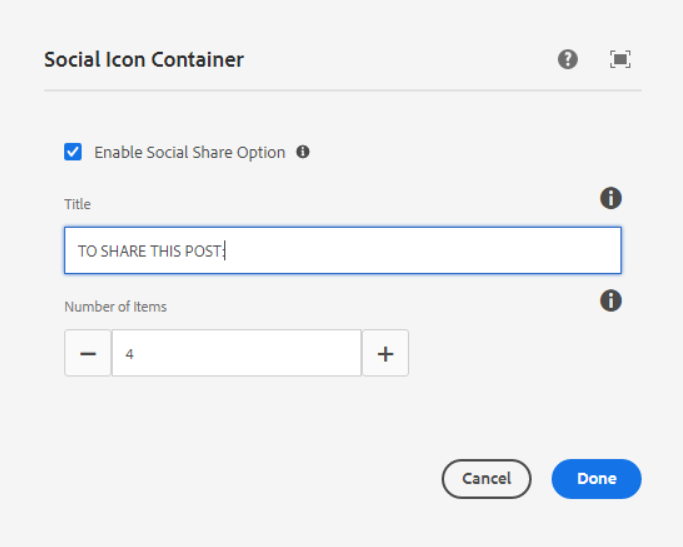 Social Icon Container
Enable Social Share Option
Title
TO SHARE THIS POST:
Number of Items
4
Cancel
Done